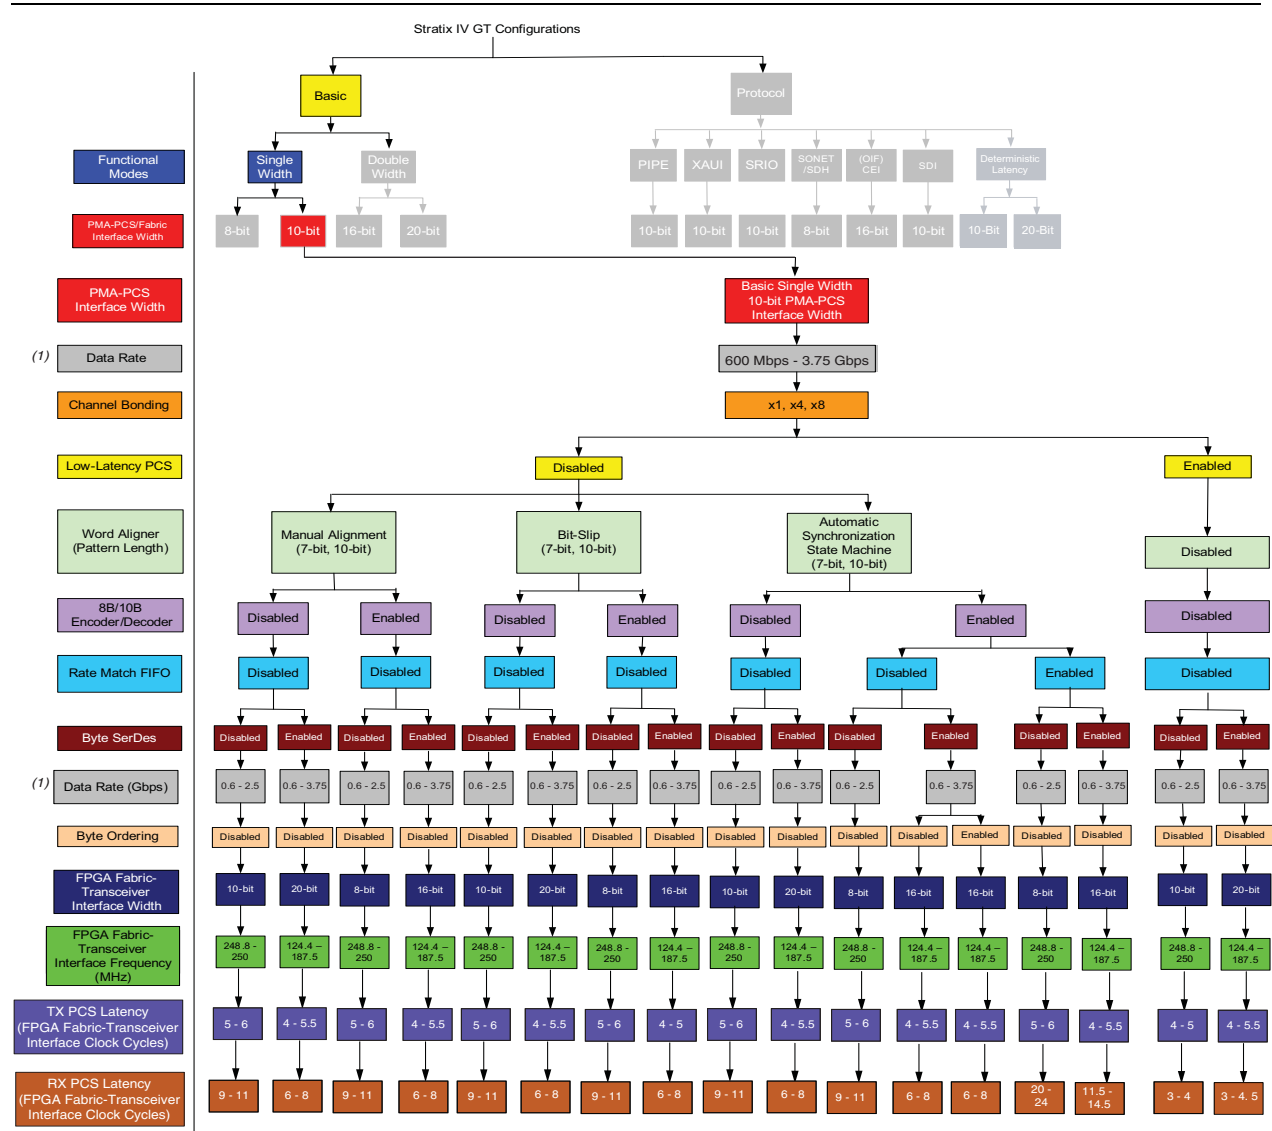 Stratix IV GT Configurations
Basic
Protocol
Functional
Modes
Single
Width
Double
Width
PIPE
XAUI
SRIO
SONET
/SDH
(OIF)
CEI
SDI
Deterministic
Latency
PMA-PCS/Fabric
Interface Width
8-bit
10-bit
16-bit
20-bit
10-bit
10-bit
10-bit
8-bit
16-bit
10-bit
10-Bit
20-Bit
PMA-PCS
Interface Width
Basic Single Width
10-bit PMA-PCS
Interface Width
(1)
Data Rate
600 Mbps - 3.75 Gbps
Channel Bonding
x1, x4, x8
Low-Latency PCS
Disabled
Enabled
Word Aligner
(Pattern Length)
Manual Alignment
(7-bit, 10-bit)
Bit-Slip
(7-bit, 10-bit)
Automatic
Synchronization
State Machine
(7-bit, 10-bit)
Disabled
8B/10B
Encoder/Decoder
Disabled
Enabled
Disabled
Enabled
Disabled
Enabled
Disabled
Rate Match FIFO
Disabled
Disabled
Disabled
Disabled
Disabled
Disabled
Enabled
Disabled
Byte SerDes
Disabled
Enabled
Disabled
Enabled
Disabled
Enabled
Disabled
Enabled
Disabled
Enabled
Disabled
Enabled
Disabled
Enabled
Disabled
Enabled
(1)
Data Rate (Gbps)
0.6 - 2.5
0.6 - 3.75
0.6 - 2.5
0.6 - 3.75
0.6 - 2.5
0.6 - 3.75
0.6 - 2.5
0.6 - 3.75
0.6 - 2.5
0.6 - 3.75
0.6 - 2.5
0.6 - 3.75
0.6 - 2.5
0.6 - 3.75
0.6 - 2.5
0.6 - 3.75
Byte Ordering
Disabled
Disabled
Disabled
Disabled
Disabled
Disabled
Disabled
Disabled
Disabled
Disabled
Disabled
Disabled
Enabled
Disabled
Disabled
Disabled
Disabled
FPGA Fabric-
Transceiver
Interface Width
10-bit
20-bit
8-bit
16-bit
10-bit
20-bit
8-bit
16-bit
10-bit
20-bit
8-bit
16-bit
16-bit
8-bit
16-bit
10-bit
20-bit
FPGA Fabric-
Transceiver
Interface Frequency
(MHz)
248.8 -
250
124.4 –
187.5
248.8 -
250
124.4 –
187.5
248.8 -
250
124.4 –
187.5
248.8 -
250
124.4 –
187.5
248.8 -
250
124.4 –
187.5
248.8 -
250
124.4 –
187.5
124.4 –
187.5
248.8 -
250
124.4 –
187.5
248.8 -
250
124.4 –
187.5
TX PCS Latency
(FPGA Fabric-Transceiver
Interface Clock Cycles)
5 - 6
4 - 5.5
5 - 6
4 - 5.5
5 - 6
4 - 5.5
5 - 6
4 - 5
5 - 6
4 - 5.5
5 - 6
4 - 5.5
4 - 5.5
5 - 6
4 - 5.5
4 - 5
4 - 5.5
RX PCS Latency
(FPGA Fabric-Transceiver
Interface Clock Cycles)
9 - 11
6 - 8
9 - 11
6 - 8
9 - 11
6 - 8
9 - 11
6 - 8
9 - 11
6 - 8
9 - 11
6 - 8
6 - 8
20 -
24
11.5 -
14.5
3 - 4
3 - 4. 5